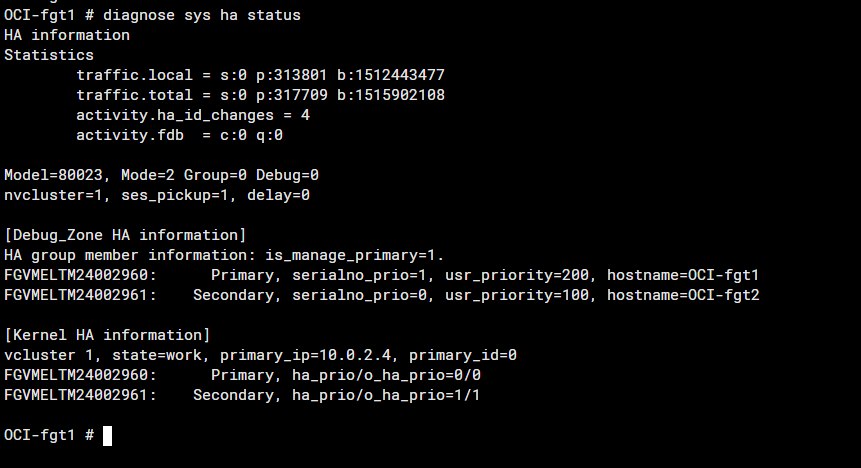 OCI-fgt1 # diagnose sys ha status
HA information
Statistics
        traffic.local = s:0 p:313801 b:1512443477
        traffic.total = s:0 p:317709 b:1515902108
        activity.ha_id_changes = 4
        activity.fdb  = c:0 q:0

Model=80023, Mode=2 Group=0 Debug=0
nvcluster=1, ses_pickup=1, delay=0

[Debug_Zone HA information]
HA group member information: is_manage_primary=1.
FGVMELTM24002960:      Primary, serialno_prio=1, usr_priority=200, hostname=OCI-fgt1
FGVMELTM24002961:    Secondary, serialno_prio=0, usr_priority=100, hostname=OCI-fgt2

[Kernel HA information]
vcluster 1, state=work, primary_ip=10.0.2.4, primary_id=0
FGVMELTM24002960:      Primary, ha_prio/o_ha_prio=0/0
FGVMELTM24002961:    Secondary, ha_prio/o_ha_prio=1/1

OCI-fgt1 #